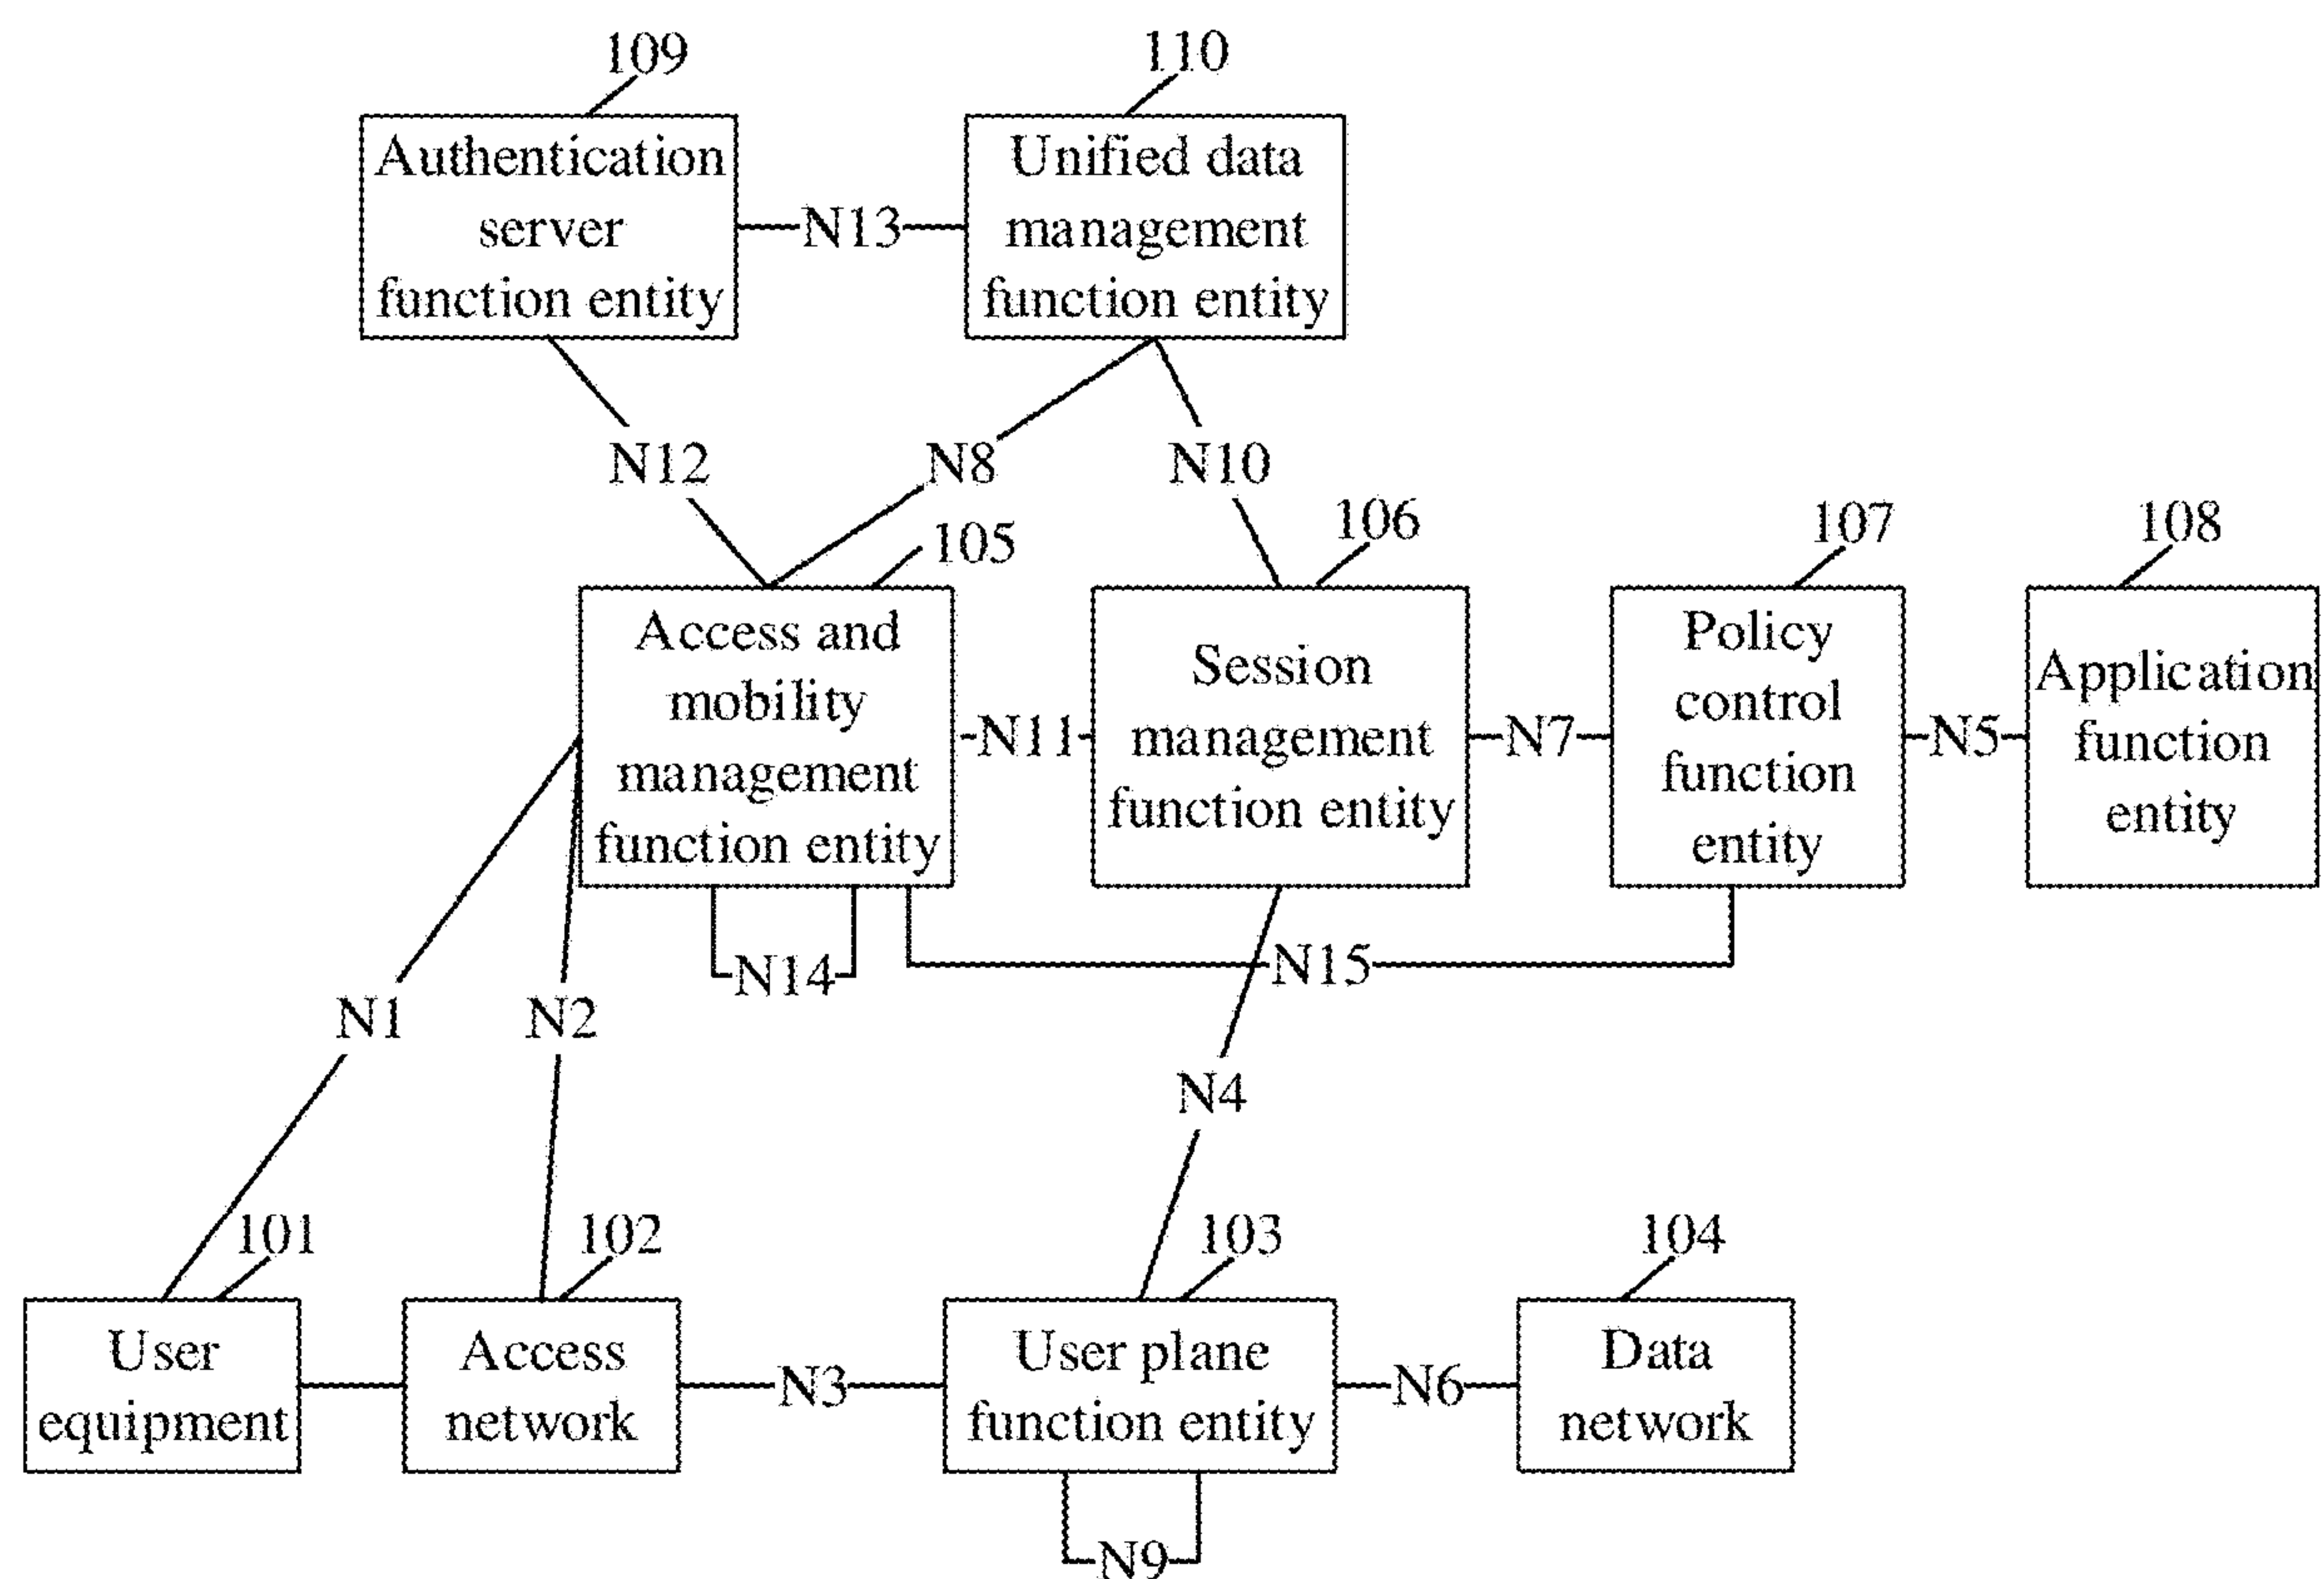 109
110
Authentication
server
function entity
N13
Unified data
management
function entity
N12
N8
N10
105
106
107
108
Access and
mobility
management
function entity
N11
Session
management
function entity
N7
Policy
control
function
entity
N5
Application
function
entity
N14
N15
N1
N2
N4
101
102
103
104
User
equipment
Access
network
N3
User plane
function entity
N6
Data
network
N9